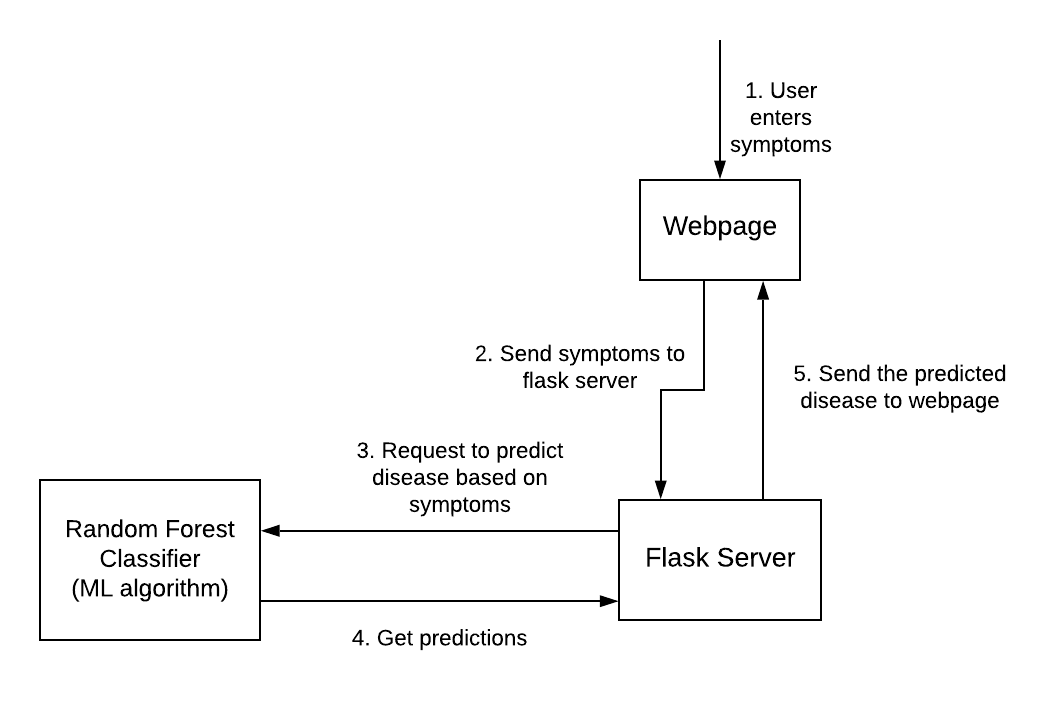 1. User
enters
symptoms
Webpage
2. Send symptoms to
flask server
5. Send the predicted
disease to webpage
3. Request to predict
disease based on
symptoms
Random Forest
Classifier
(ML algorithm)
Flask Server
4. Get predictions